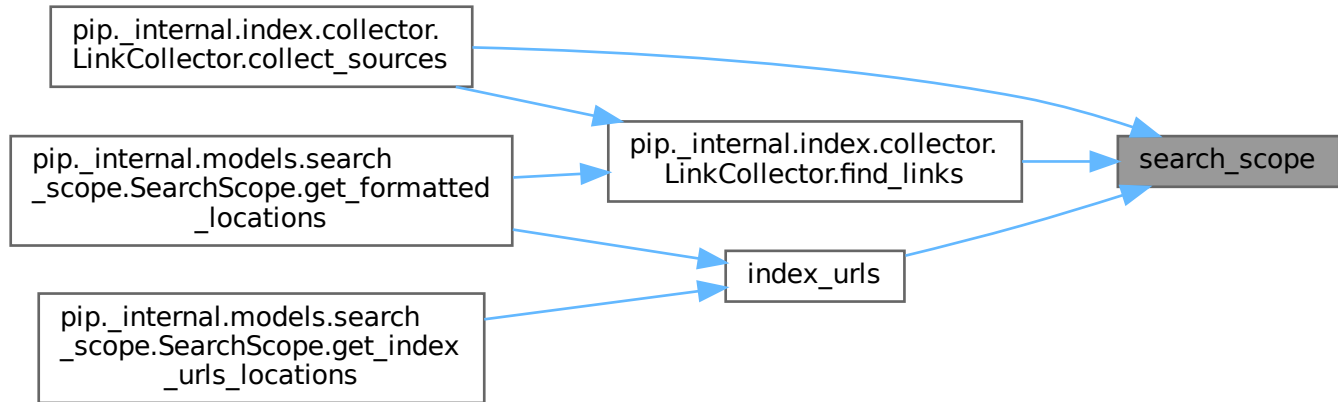 pip._internal.index.collector.
LinkCollector.collect_sources
pip._internal.models.search
_scope.SearchScope.get_formatted
_locations
pip._internal.models.search
_scope.SearchScope.get_index
_urls_locations
pip._internal.index.collector.
LinkCollector.find_links
index_urls
search_scope